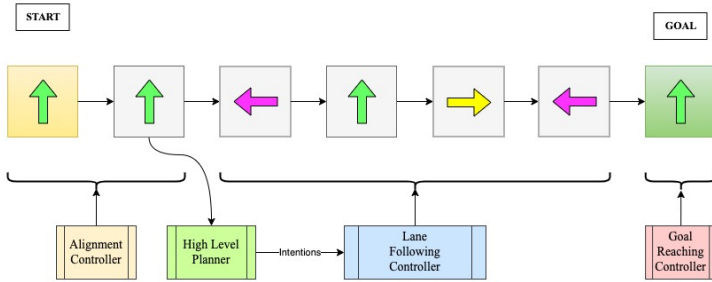 START
GOAL
Alignment
Controller
High Level
Planner
Intentions
Lane
Following
Controller
Goal
Reaching
Controller